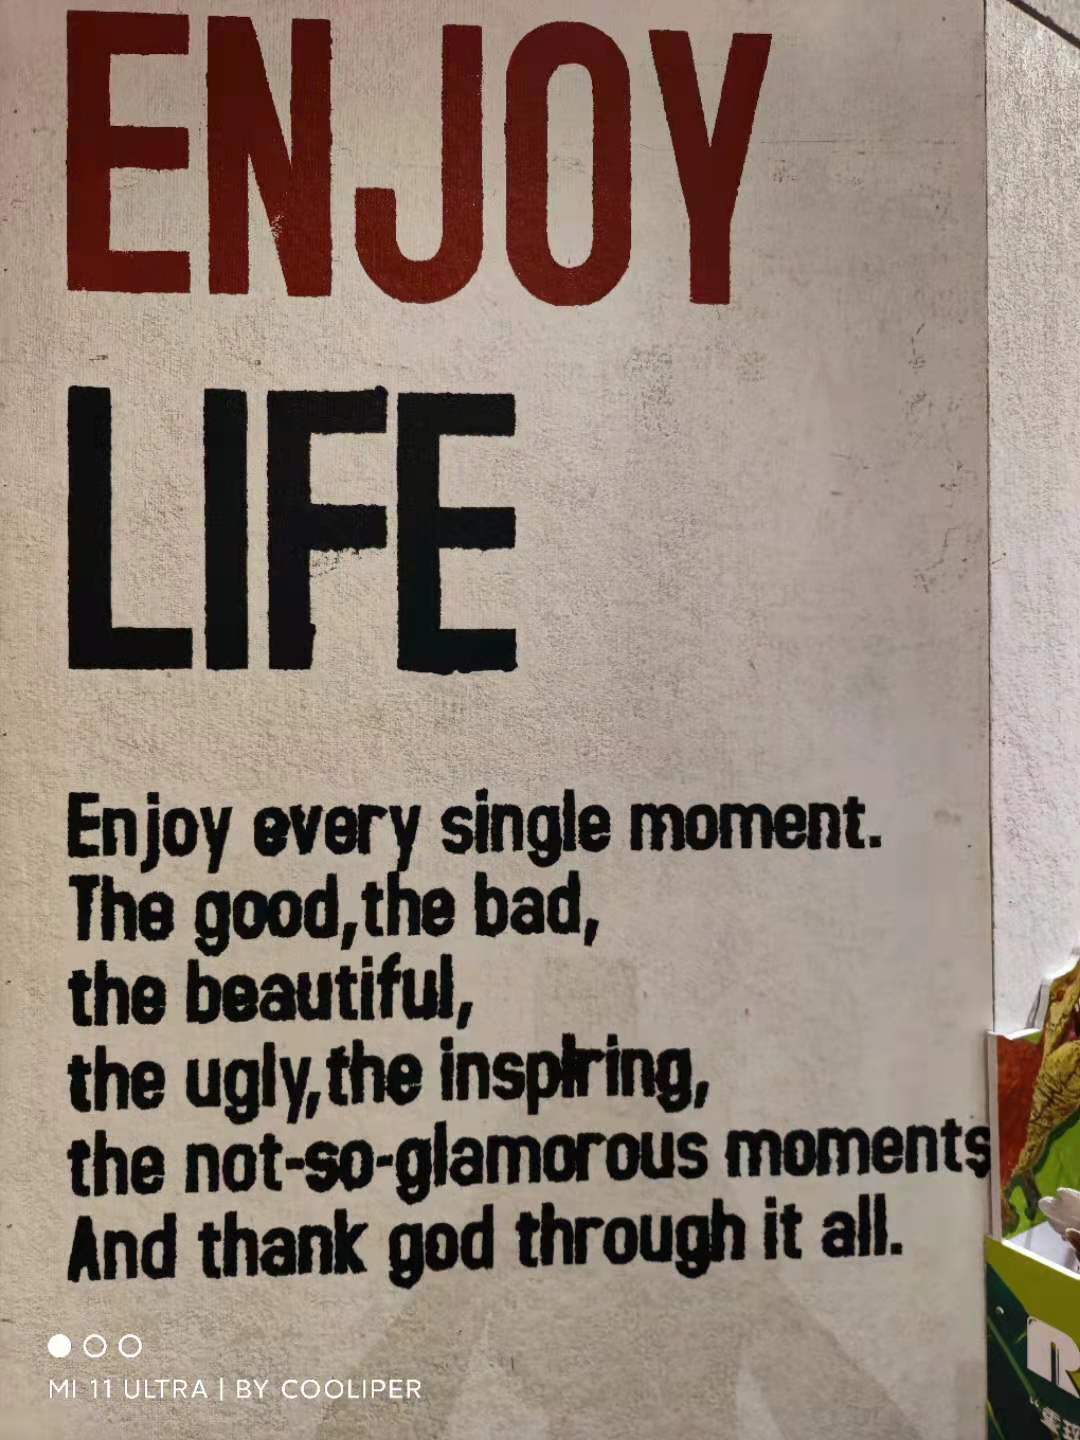 ENJOY
LIFE
Enjoy every single moment.
The good,the bad,
the beautiful,
the ugly,the inspiring,
the not-so-glamorous moments
And thank god through it all.
MI 11 ULTRA | BY COOLIPER